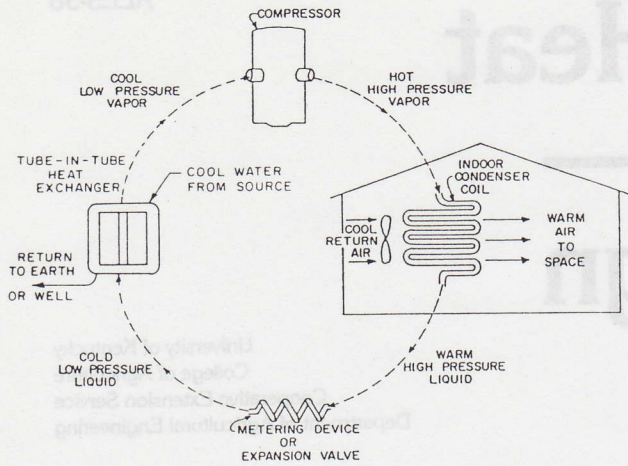 COMPRESSOR
COOL
LOW PRESSURE
VAPOR
HOT
HIGH PRESSURE
VAPOR
TUBE-IN-TUBE
HEAT
EXCHANGER
COOL WATER
FROM SOURCE
INDOOR
CONDENSER
COIL
COOL
RETURN
AIR
WARM
AIR
TO
SPACE
RETURN
TO EARTH
OR WELL
COLD
LOW PRESSURE
LIQUID
WARM
HIGH PRESSURE
LIQUID
METERING DEVICE
OR
EXPANSION VALVE
Heat
University of Kentucky
College of
Cooperative Extension Service
Department Agricultural Engineering